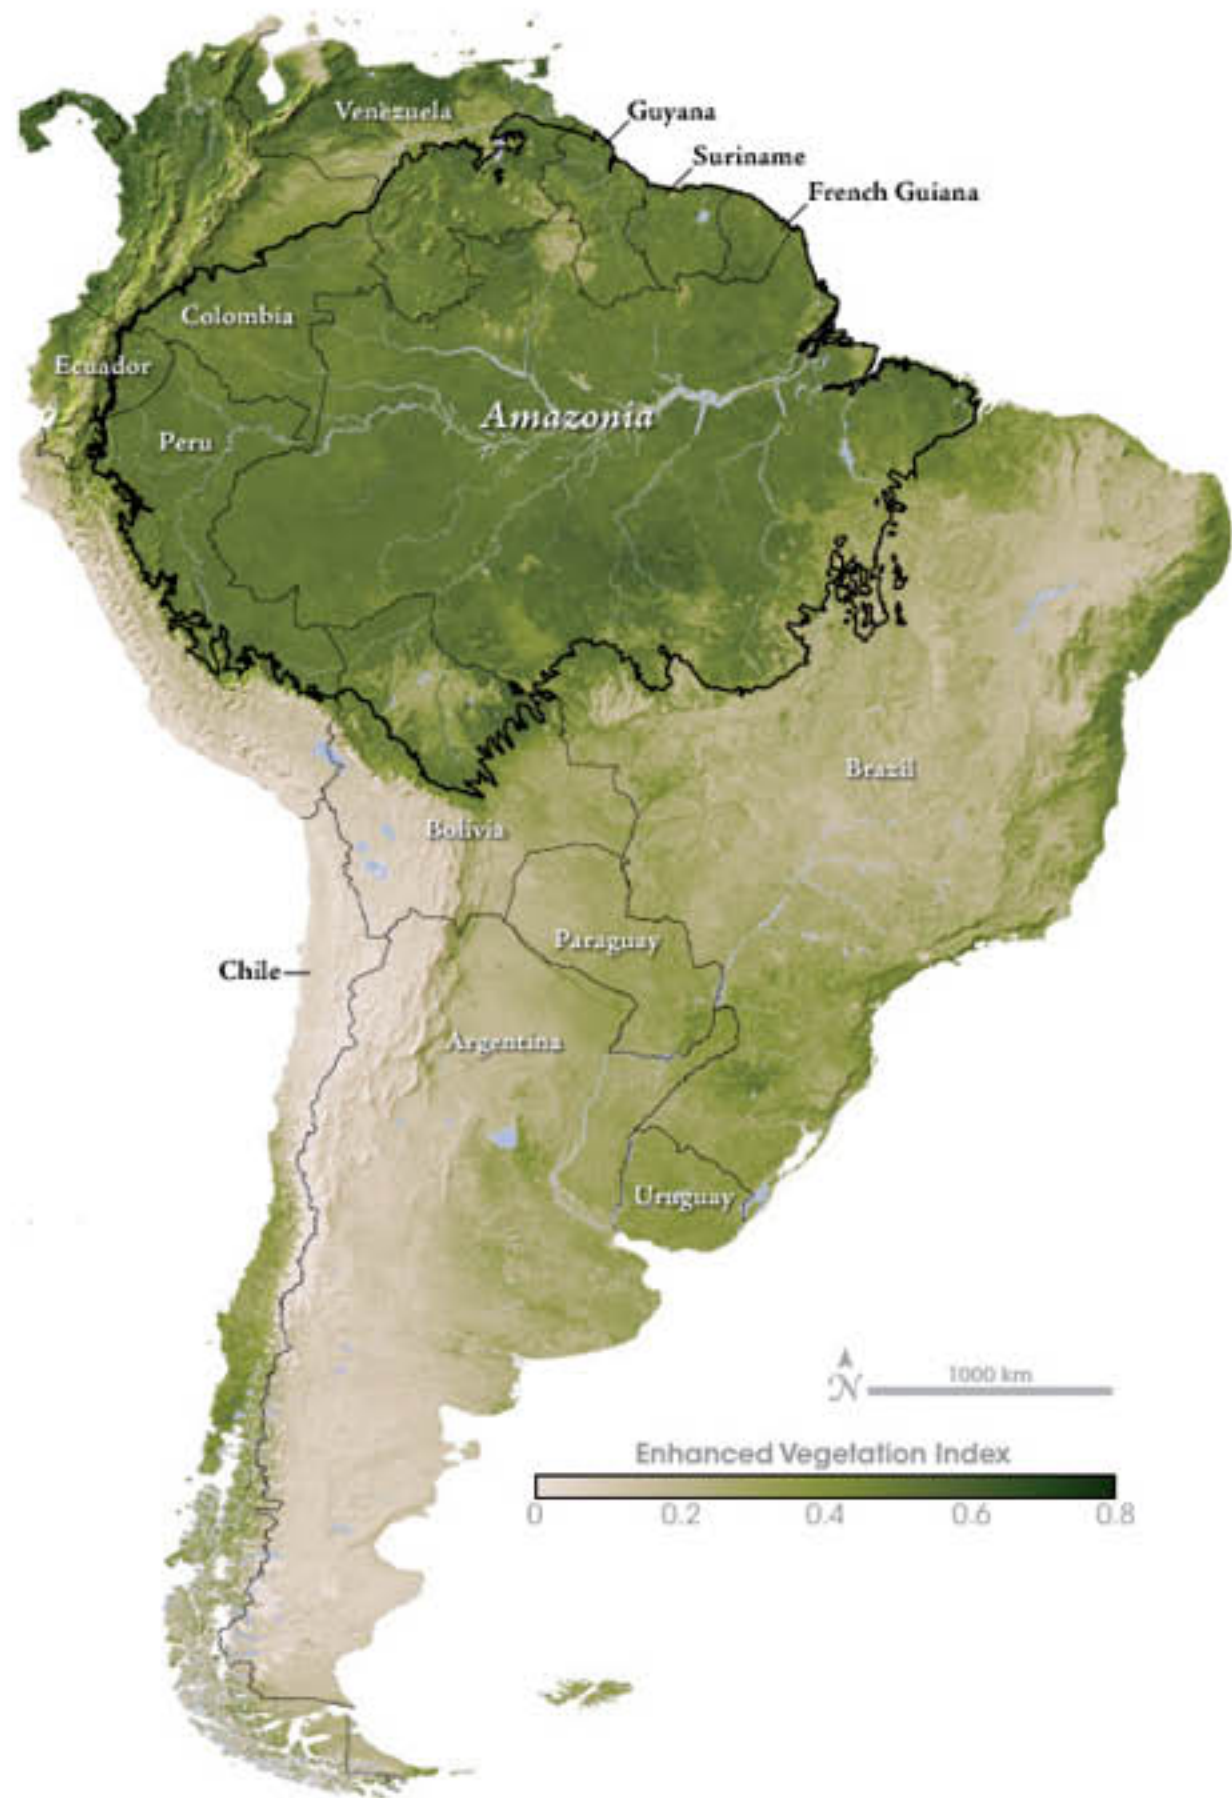 Venezuela
Guyana
Suriname
French Guiana
Colombia
Ecuador
Amazonia
Peru
Brazil
Bolivia
Paraguay
Chile
Argentina
Uruguay
N
1000 km
Enhanced Vegetation Index
0 0.2 0.4 0.6 0.8